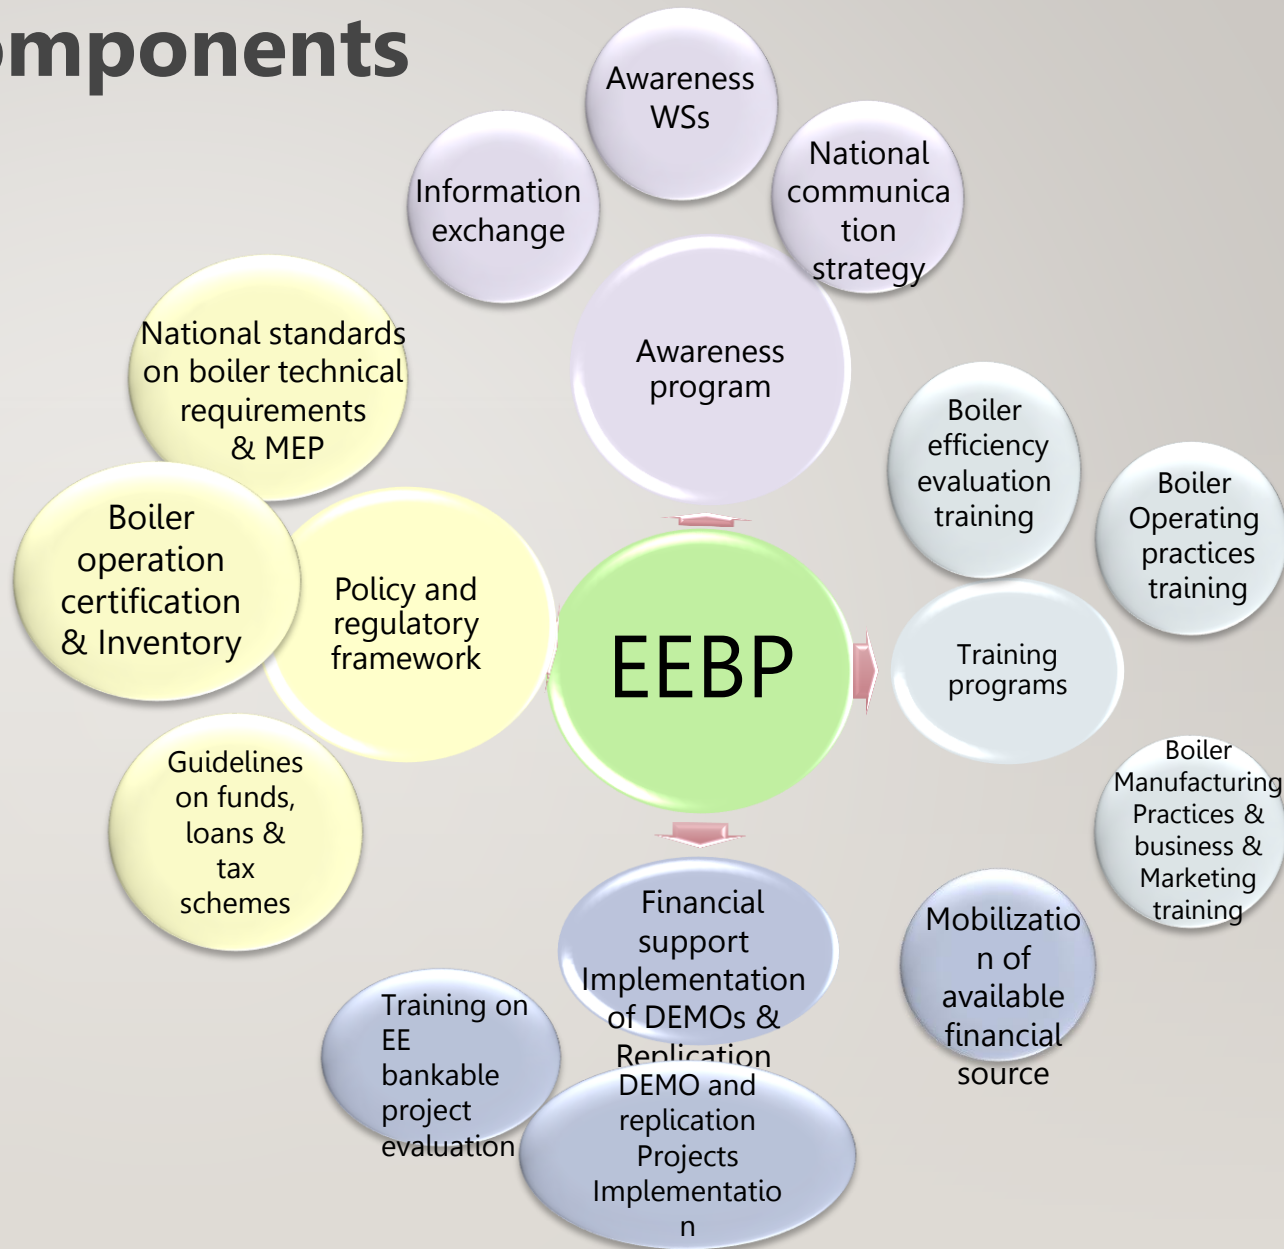 omponents
Awareness
WSs
Information
exchange
National
communica
tion
strategy
Awareness
program
National standards
on boiler technical
requirements
& MEP
Boiler
operation
certification
& Inventory
Policy and
regulatory
framework
Guidelines
on funds,
loans &
tax
schemes
EEBP
Boiler
efficiency
evaluation
training
Boiler
Operating
practices
training
Training
programs
Boiler
Manufacturing
Practices &
business &
Marketing
training
Financial
support
Implementation
of DEMOs &
Replication
Mobilizatio
n of
available
financial
source
Training on
EE
bankable
project
evaluation
DEMO and
replication
Projects
Implementatio
n